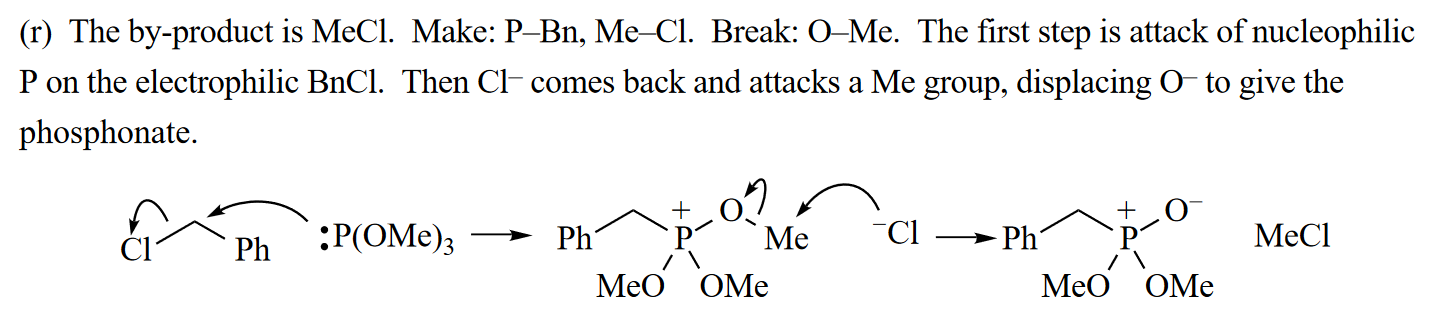 (r) The by-product is MeCl. Make: P–Bn, Me–Cl. Break: O–Me. The first step is attack of nucleophilic
P on the electrophilic BnCl. Then Cl⁻ comes back and attacks a Me group, displacing O⁻ to give the
phosphonate.
Cl Ph :P(OMe)₃ Ph P + O Me ⁻Cl Ph P + O⁻ MeCl
MeO OMe MeO OMe